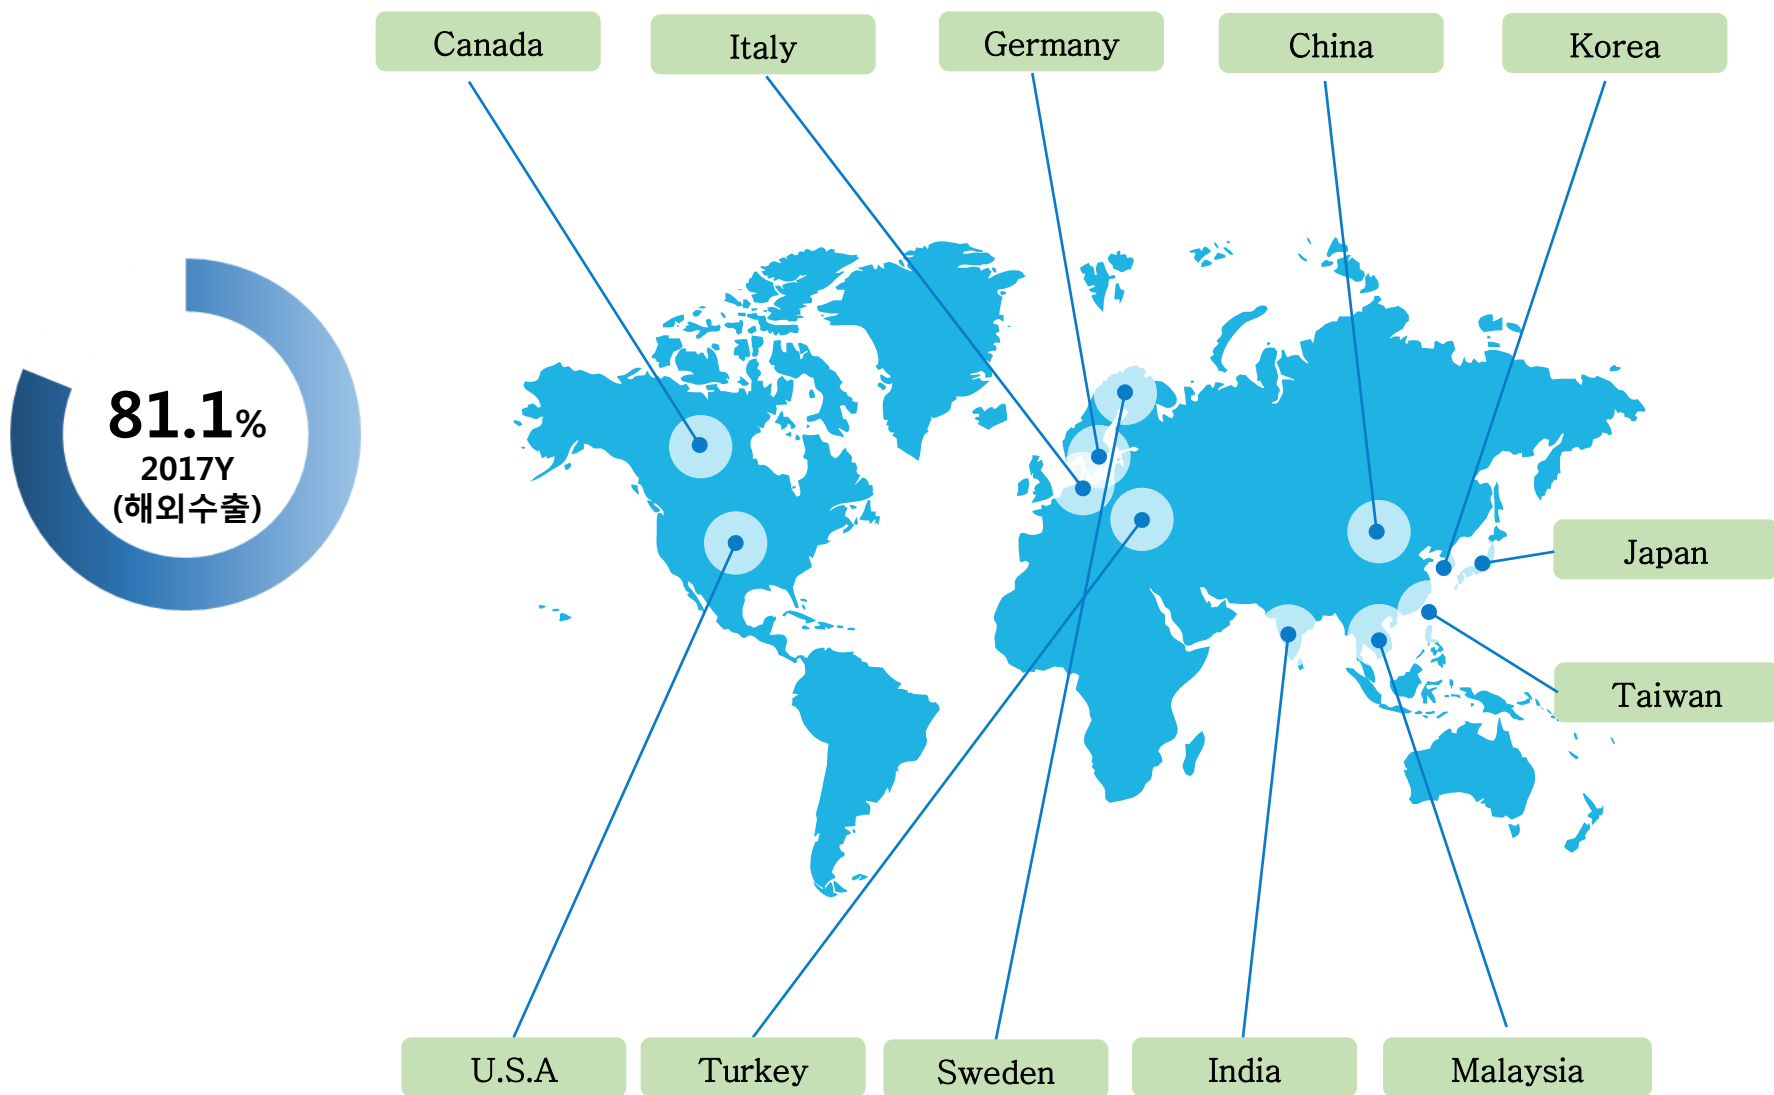 Canada
Italy
Germany
China
Korea
81.1%
2017Y
(해외수출)
Japan
Taiwan
U.S.A
Turkey
Sweden
India
Malaysia